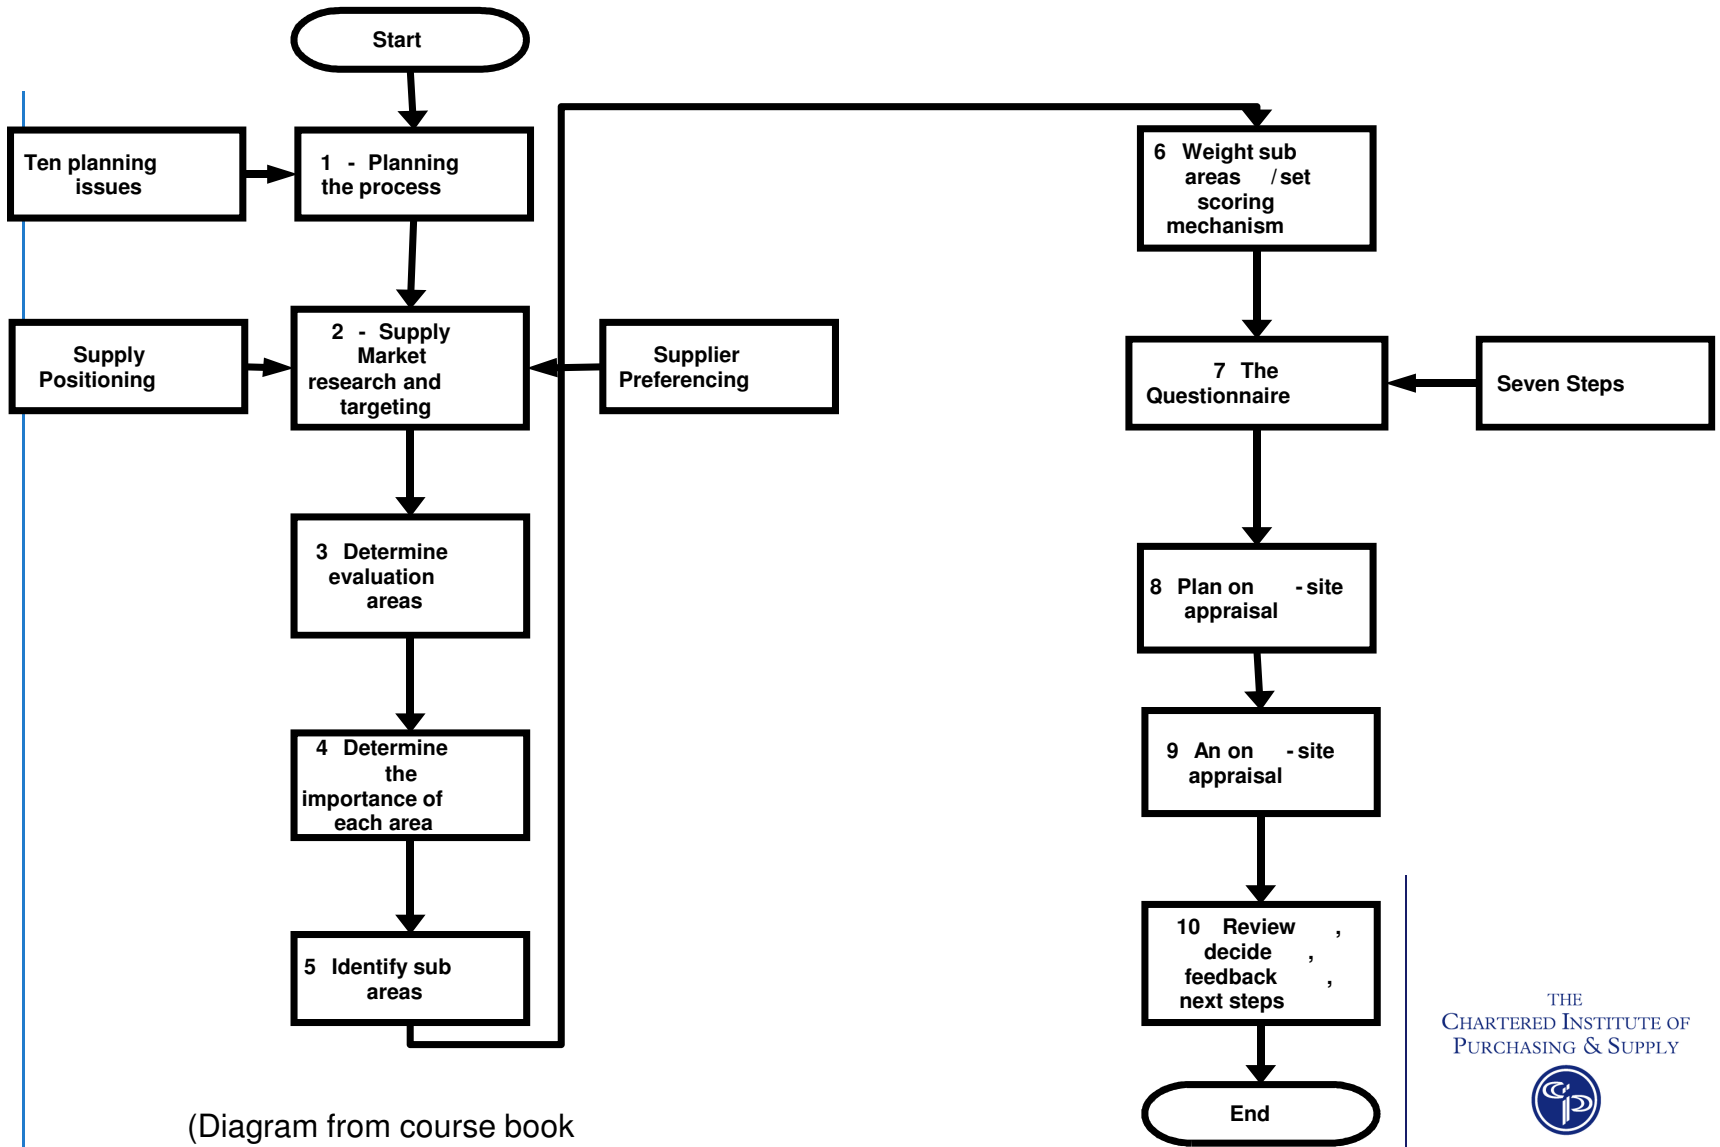 Start
Ten planning
issues
1 - Planning
the process
Supply
Positioning
2 - Supply
Market
research and
targeting
Supplier
Preferencing
3 Determine
evaluation
areas
4 Determine
the
importance of
each area
5 Identify sub
areas
6 Weight sub
areas / set
scoring
mechanism
7 The
Questionnaire
Seven Steps
8 Plan on - site
appraisal
9 An on - site
appraisal
10 Review ,
decide ,
feedback ,
next steps
End
(Diagram from course book
THE
CHARTERED INSTITUTE OF
PURCHASING & SUPPLY